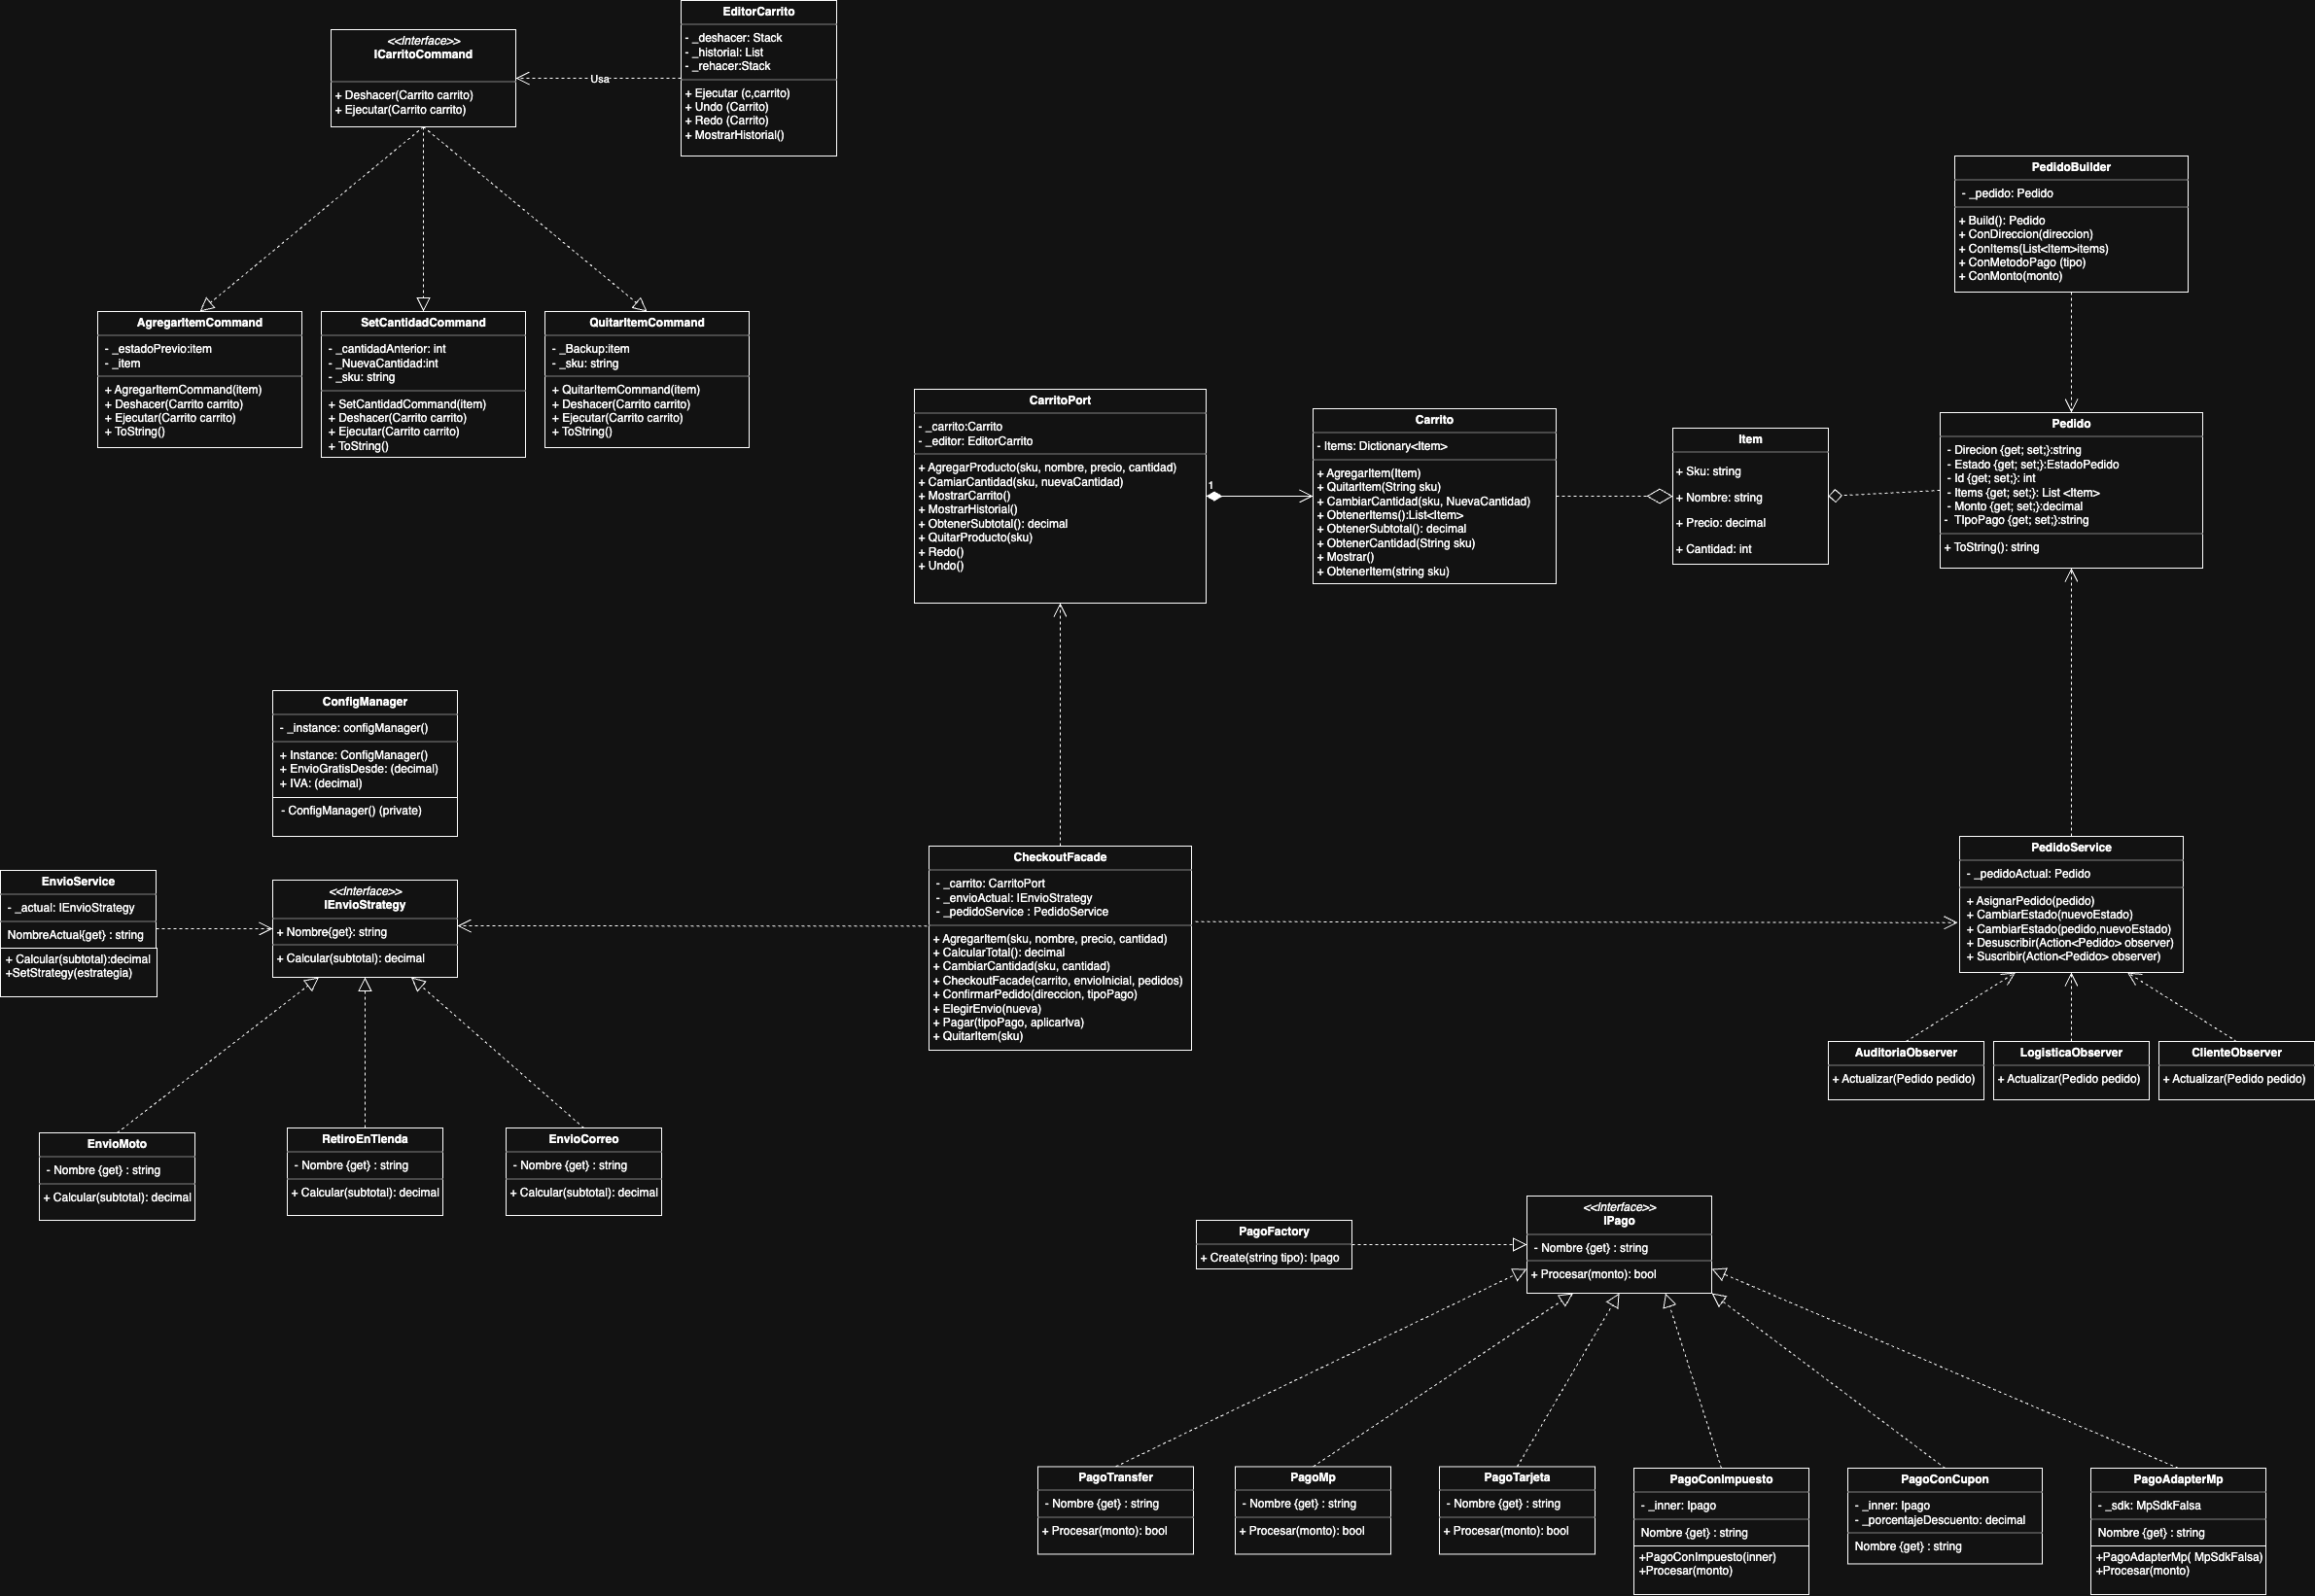 EditorCarrito
- _deshacer: Stack
- _historial: List
- _rehacer:Stack
+ Ejecutar (c,carrito)
+ Undo (Carrito)
+ Redo (Carrito)
+ MostrarHistorial()
<<Interface>>
ICarritoCommand
+ Deshacer(Carrito carrito)
+ Ejecutar(Carrito carrito)
Usa
PedidoBuilder
- _pedido: Pedido
+ Build(): Pedido
+ ConDireccion(direccion)
+ ConItems(List<Item>items)
+ ConMetodoPago (tipo)
+ ConMonto(monto)
AgregarItemCommand
- _estadoPrevio:item
- _item
+ AgregarItemCommand(item)
+ Deshacer(Carrito carrito)
+ Ejecutar(Carrito carrito)
+ ToString()
SetCantidadCommand
- _cantidadAnterior: int
- _NuevaCantidad:int
- _sku: string
+ SetCantidadCommand(item)
+ Deshacer(Carrito carrito)
+ Ejecutar(Carrito carrito)
+ ToString()
QuitarItemCommand
- _Backup:item
- _sku: string
+ QuitarItemCommand(item)
+ Deshacer(Carrito carrito)
+ Ejecutar(Carrito carrito)
+ ToString()
CarritoPort
- _carrito:Carrito
- _editor: EditorCarrito
+ AgregarProducto(sku, nombre, precio, cantidad)
+ CamiarCantidad(sku, nuevaCantidad)
+ MostrarCarrito()
+ MostrarHistorial()
+ ObtenerSubtotal(): decimal
+ QuitarProducto(sku)
+ Redo()
+ Undo()
1
Carrito
- Items: Dictionary<Item>
+ AgregarItem(Item)
+ QuitarItem(String sku)
+ CambiarCantidad(sku, NuevaCantidad)
+ ObtenerItems():List<Item>
+ ObtenerSubtotal(): decimal
+ ObtenerCantidad(String sku)
+ Mostrar()
+ ObtenerItem(string sku)
Item
+ Sku: string
+ Nombre: string
+ Precio: decimal
+ Cantidad: int
Pedido
- Direcion {get; set;}:string
- Estado {get; set;}:EstadoPedido
- Id {get; set;}: int
- Items {get; set;}: List <Item>
- Monto {get; set;}:decimal
- TIpoPago {get; set;}:string
+ ToString(): string
ConfigManager
- _instance: configManager()
+ Instance: ConfigManager()
+ EnvioGratisDesde: (decimal)
+ IVA: (decimal)
- ConfigManager() (private)
EnvioService
- _actual: IEnvioStrategy
NombreActual{get} : string
+ Calcular(subtotal):decimal
+SetStrategy(estrategia)
<<Interface>>
IEnvioStrategy
+ Nombre{get}: string
+ Calcular(subtotal): decimal
CheckoutFacade
- _carrito: CarritoPort
- _envioActual: IEnvioStrategy
- _pedidoService : PedidoService
+ AgregarItem(sku, nombre, precio, cantidad)
+ CalcularTotal(): decimal
+ CambiarCantidad(sku, cantidad)
+ CheckoutFacade(carrito, envioInicial, pedidos)
+ ConfirmarPedido(direccion, tipoPago)
+ ElegirEnvio(nueva)
+ Pagar(tipoPago, aplicarIva)
+ QuitarItem(sku)
PedidoService
- _pedidoActual: Pedido
+ AsignarPedido(pedido)
+ CambiarEstado(nuevoEstado)
+ CambiarEstado(pedido,nuevoEstado)
+ Desuscribir(Action<Pedido> observer)
+ Suscribir(Action<Pedido> observer)
AuditoriaObserver
+ Actualizar(Pedido pedido)
LogisticaObserver
+ Actualizar(Pedido pedido)
ClienteObserver
+ Actualizar(Pedido pedido)
EnvioMoto
- Nombre {get} : string
+ Calcular(subtotal): decimal
RetiroEnTienda
- Nombre {get} : string
+ Calcular(subtotal): decimal
EnvioCorreo
- Nombre {get} : string
+ Calcular(subtotal): decimal
PagoFactory
+ Create(string tipo): Ipago
<<Interface>>
IPago
- Nombre {get} : string
+ Procesar(monto): bool
PagoTransfer
- Nombre {get} : string
+ Procesar(monto): bool
PagoMp
- Nombre {get} : string
+ Procesar(monto): bool
PagoTarjeta
- Nombre {get} : string
+ Procesar(monto): bool
PagoConImpuesto
- _inner: Ipago
Nombre {get} : string
+PagoConImpuesto(inner)
+Procesar(monto)
PagoConCupon
- _inner: Ipago
- _porcentajeDescuento: decimal
Nombre {get} : string
PagoAdapterMp
- _sdk: MpSdkFalsa
Nombre {get} : string
+PagoAdapterMp( MpSdkFalsa)
+Procesar(monto)